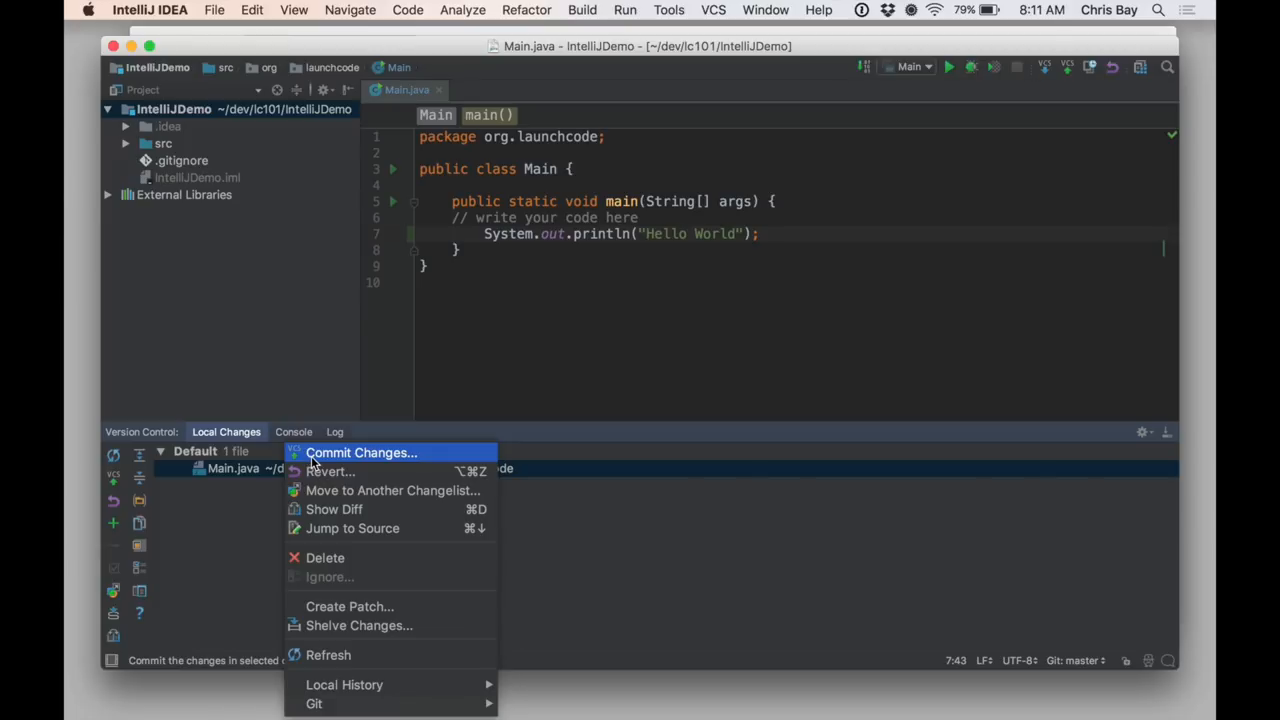 IntelliJ IDEA File Edit View Navigate Code Analyze Refactor Build Run Tools VCS Window Help 79% 8:11 AM Chris Bay
Main.java - IntelliJ IDEA - [~/dev/lc101/IntelliJDemo]
IntelliJDemo src org launchcode Main Main
Project Main.java
IntelliJDemo ~/dev/lc101/IntelliJDemo
.idea
src
.gitignore
IntelliJDemo.iml
External Libraries
Main main()
1 package org.launchcode;
2
3 public class Main {
4
5 public static void main(String[] args) {
6 // write your code here
7 System.out.println("Hello World");
8 }
9 }
10
Version Control: Local Changes Console Log
Default 1 file
Main.java ~/d
Commit Changes...
Revert... ⌥⌘Z
Move to Another Changelist...
Show Diff ⌘D
Jump to Source ⌘↓
Delete
Ignore...
Create Patch...
Shelve Changes...
Refresh
Local History
Git
Commit the changes in selected
7:43 LF÷ UTF-8÷ Git: master÷